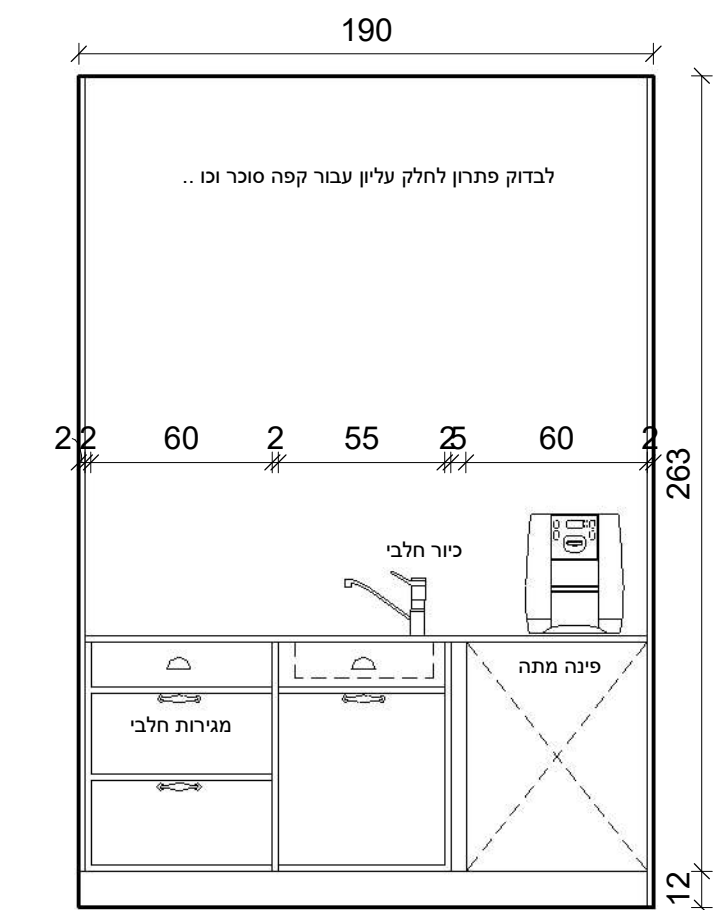 190
לבדוק פתרון לחלק עליון עבור קפה סוכר וכו ..
2 2 60 2 55 2 5 60 2
263
כיור חלבי
פינה מתה
מגירות חלבי
12